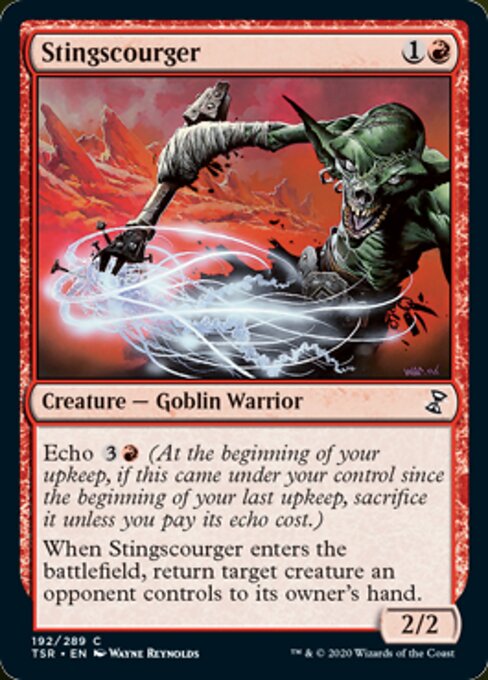 Stingscourger 1
Creature — Goblin Warrior
Echo 3 (At the beginning of your
upkeep, if this came under your control since
the beginning of your last upkeep, sacrifice
it unless you pay its echo cost.)
When Stingscourger enters the
battlefield, return target creature an
opponent controls to its owner's hand.
2/2
192/289 C
TSR • EN Wayne Reynolds
™ & © 2020 Wizards of the Coast